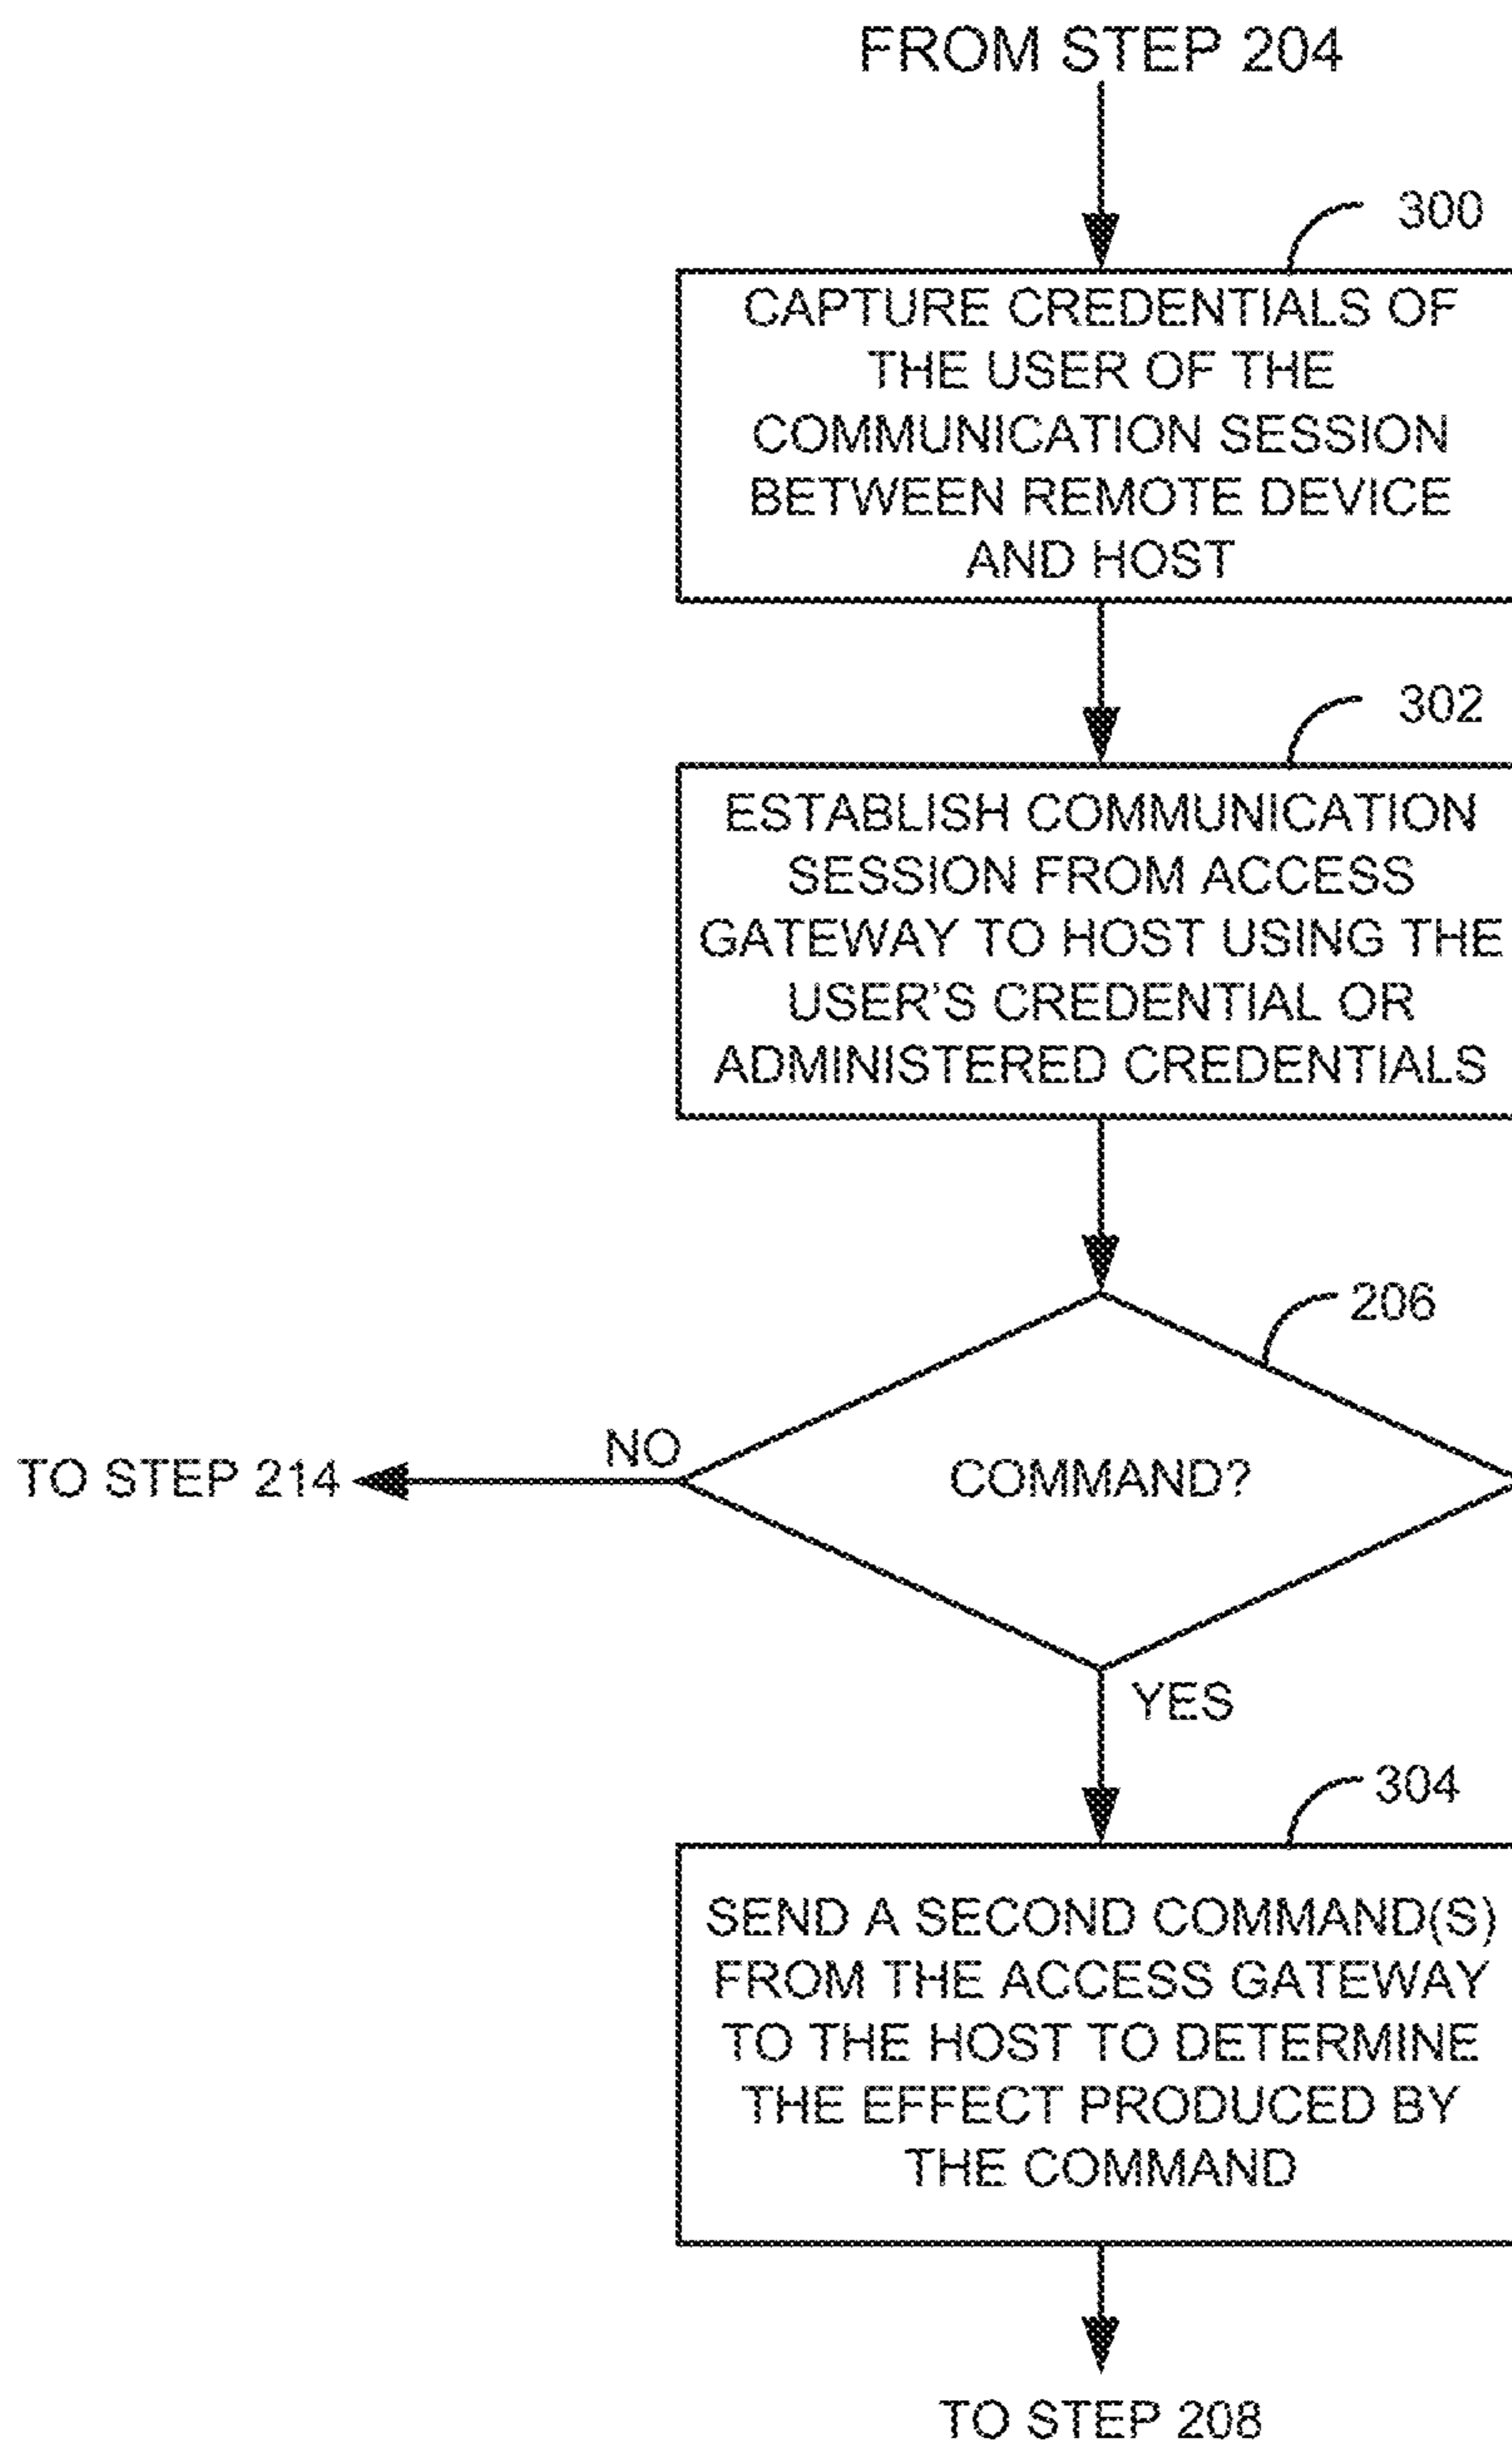 FROM STEP 204
300
CAPTURE CREDENTIALS OF
THE USER OF THE
COMMUNICATION SESSION
BETWEEN REMOTE DEVICE
AND HOST
302
ESTABLISH COMMUNICATION
SESSION FROM ACCESS
GATEWAY TO HOST USING THE
USER'S CREDENTIAL OR
ADMINISTERED CREDENTIALS
206
NO
TO STEP 214
COMMAND?
YES
304
SEND A SECOND COMMAND(S)
FROM THE ACCESS GATEWAY
TO THE HOST TO DETERMINE
THE EFFECT PRODUCED BY
THE COMMAND
TO STEP 208